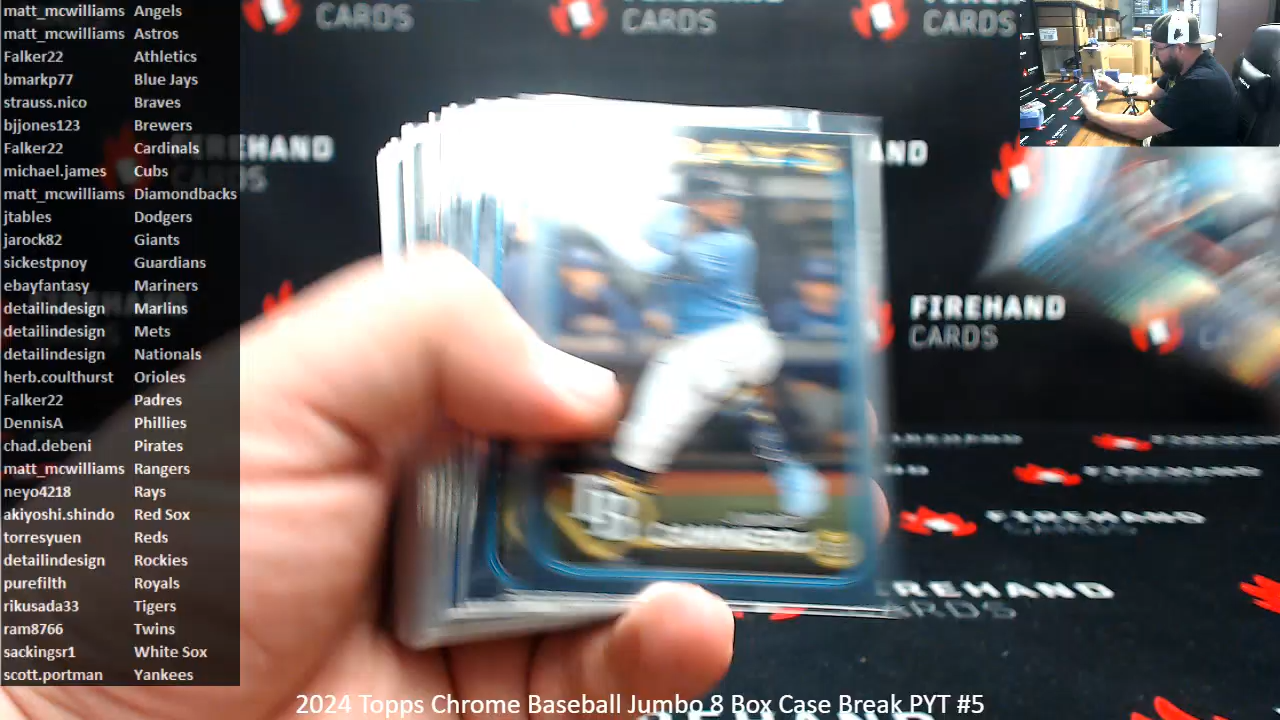 matt_mcwilliams Angels
matt_mcwilliams Astros
Falker22 Athletics
bmarkp77 Blue Jays
strauss.nico Braves
bjjones123 Brewers
Falker22 Cardinals
michael.james Cubs
matt_mcwilliams Diamondbacks
jtables Dodgers
jarock82 Giants
sickestpnoy Guardians
ebayfantasy Mariners
detailindesign Marlins
detailindesign Mets
detailindesign Nationals
herb.coulthurst Orioles
Falker22 Padres
DennisA Phillies
chad.debeni Pirates
matt_mcwilliams Rangers
neyo4218 Rays
akiyoshi.shindo Red Sox
torresyuen Reds
detailindesign Rockies
purefilth Royals
rikusada33 Tigers
ram8766 Twins
sackingsr1 White Sox
scott.portman Yankees
CARDS
CARDS
CARDS
FIREHAND
CARDS
FIREHAND
FIREHAND
CARDS
CAMINERO
2024 Topps Chrome Baseball Jumbo 8 Box Case Break PYT #5